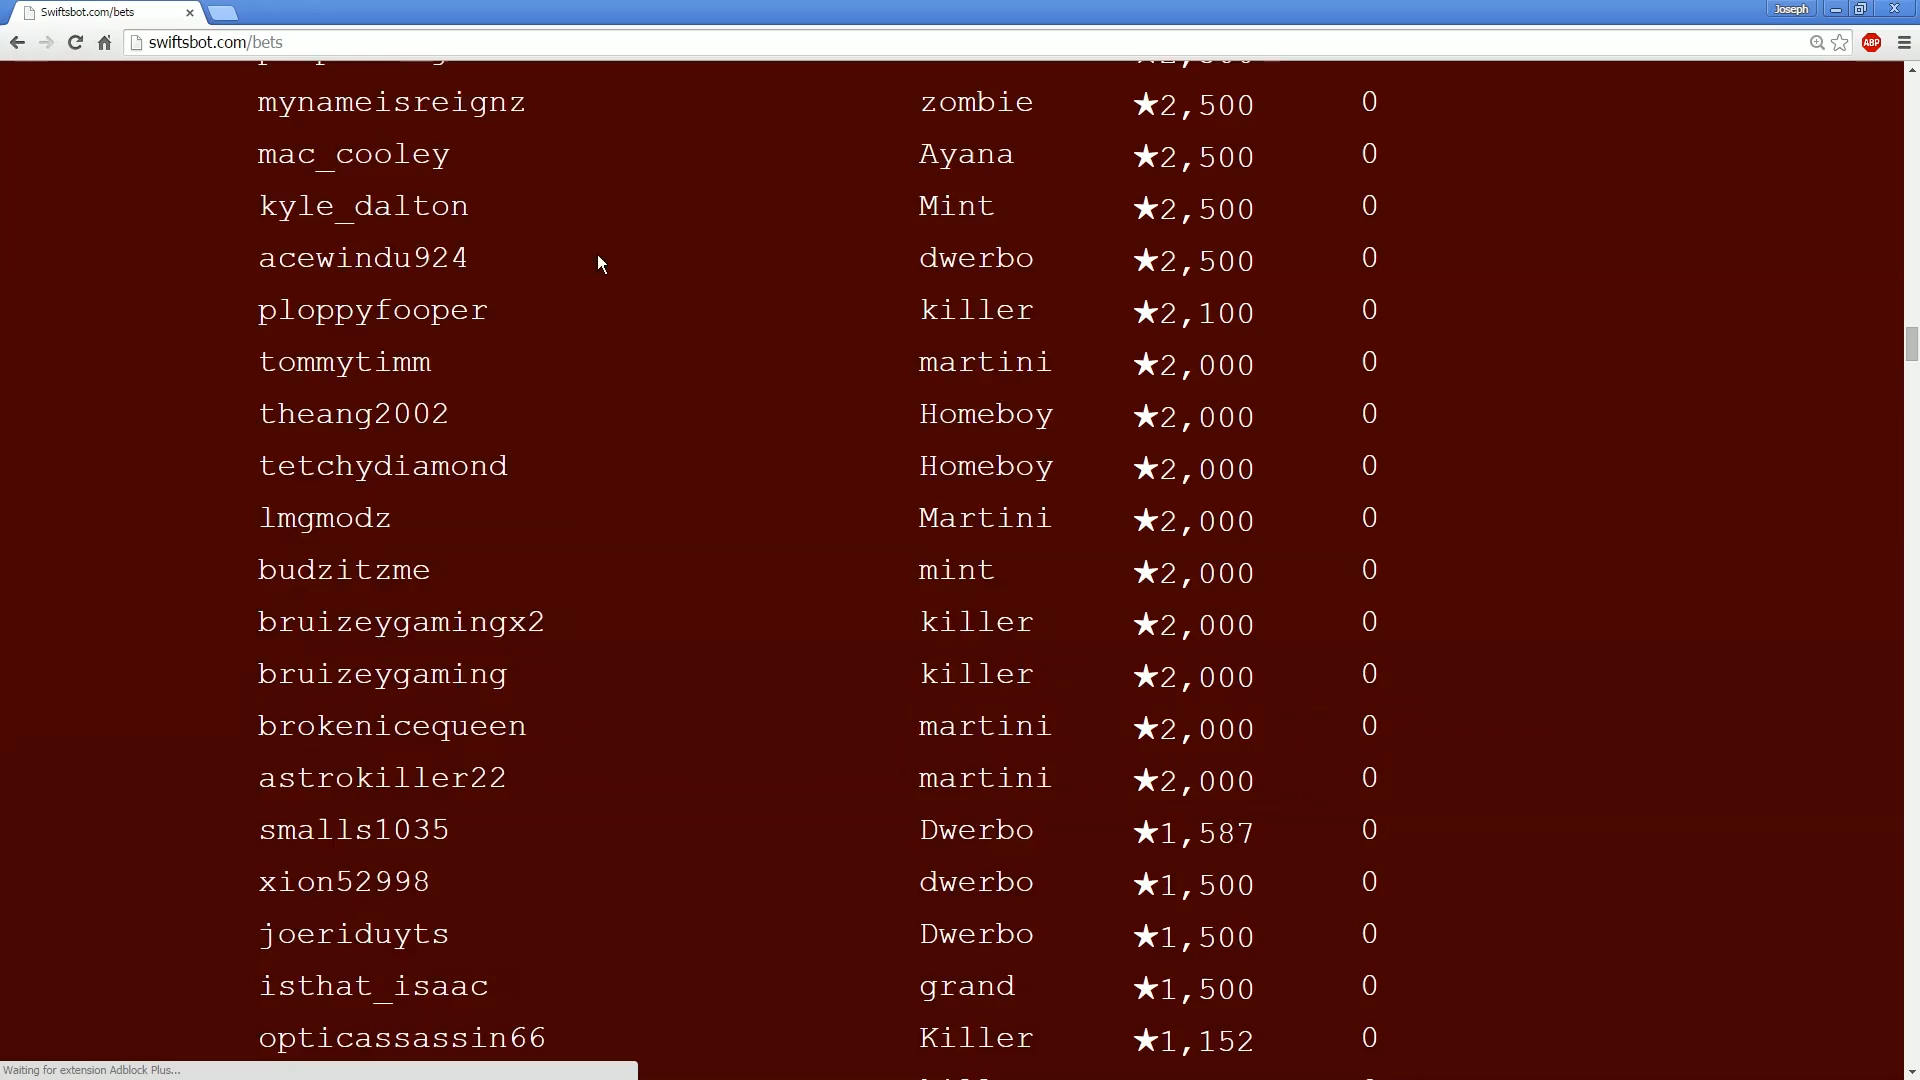 Swiftsbot.com/bets
Joseph
swiftsbot.com/bets
ABP
mynameisreignz zombie ★2,500 0
mac_cooley Ayana ★2,500 0
kyle_dalton Mint ★2,500 0
acewindu924 dwerbo ★2,500 0
ploppyfooper killer ★2,100 0
tommytimm martini ★2,000 0
theang2002 Homeboy ★2,000 0
tetchydiamond Homeboy ★2,000 0
lmgmodz Martini ★2,000 0
budzitzme mint ★2,000 0
bruizeygamingx2 killer ★2,000 0
bruizeygaming killer ★2,000 0
brokenicequeen martini ★2,000 0
astrokiller22 martini ★2,000 0
smalls1035 Dwerbo ★1,587 0
xion52998 dwerbo ★1,500 0
joeriduyts Dwerbo ★1,500 0
isthat_isaac grand ★1,500 0
opticassassin66 Killer ★1,152 0
Waiting for extension Adblock Plus...